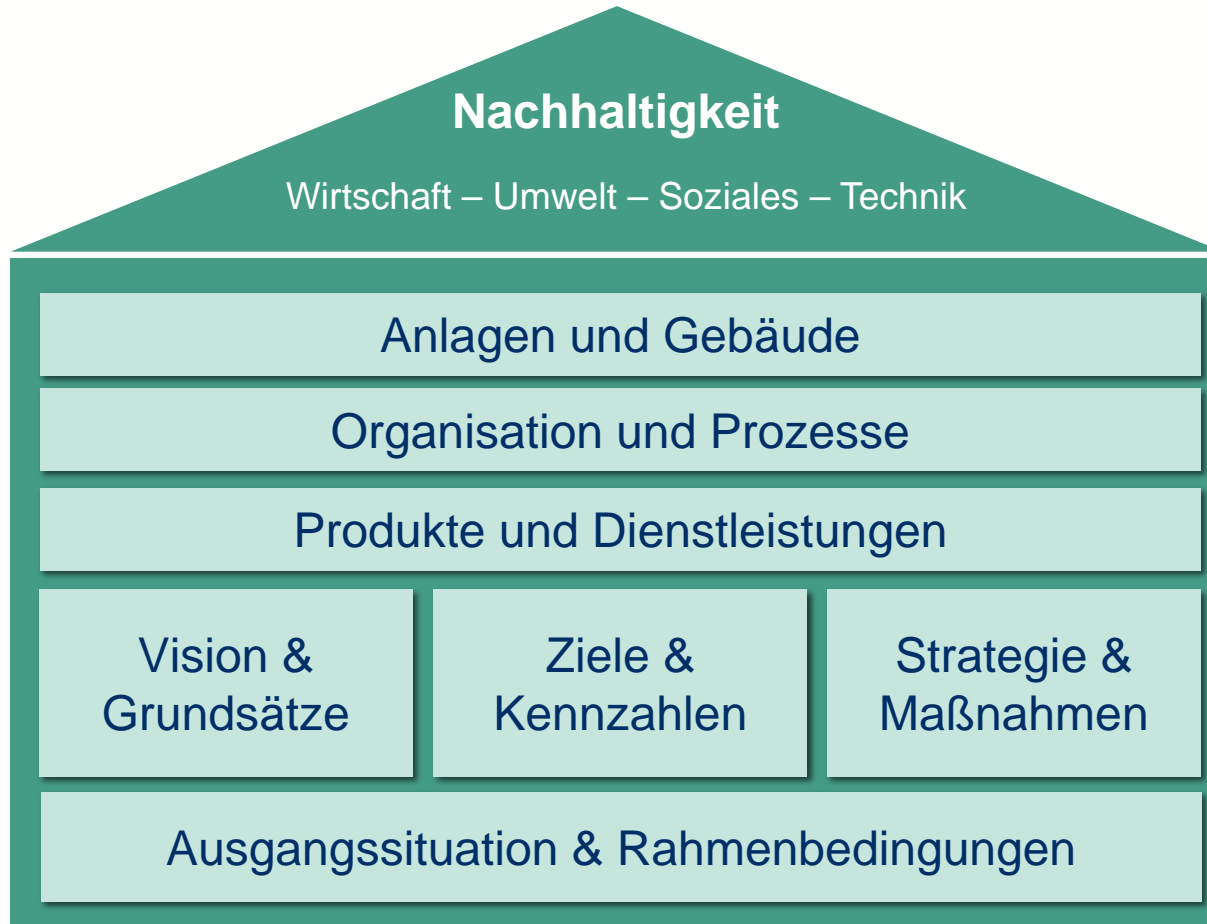 Nachhaltigkeit
Wirtschaft – Umwelt – Soziales – Technik
Anlagen und Gebäude
Organisation und Prozesse
Produkte und Dienstleistungen
Vision &
Grundsätze
Ziele &
Kennzahlen
Strategie &
Maßnahmen
Ausgangssituation & Rahmenbedingungen